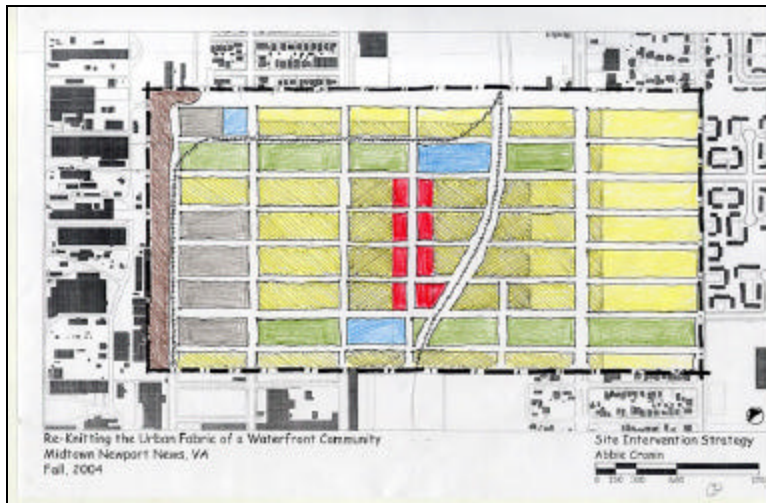 Re-Knitting the Urban Fabric of a Waterfront Community
Midtown Newport News, VA
Fall, 2004
Site Intervention Strategy
Abbie Cronin